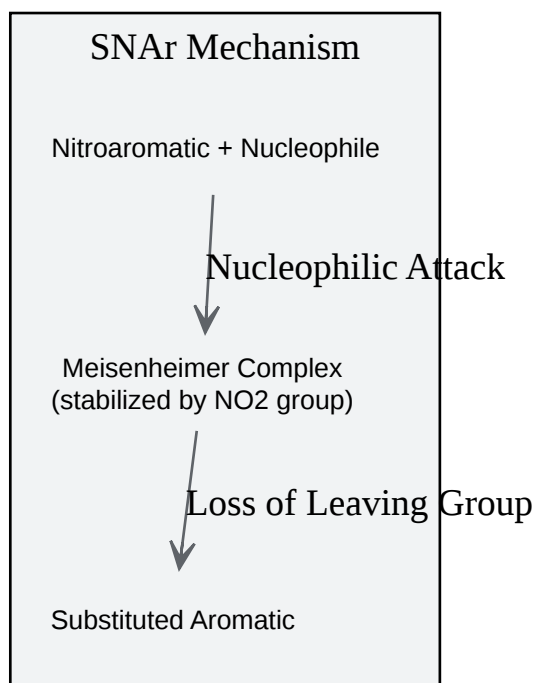 SNAr Mechanism
Nitroaromatic + Nucleophile
Nucleophilic Attack
Meisenheimer Complex
(stabilized by NO2 group)
Loss of Leaving Group
Substituted Aromatic